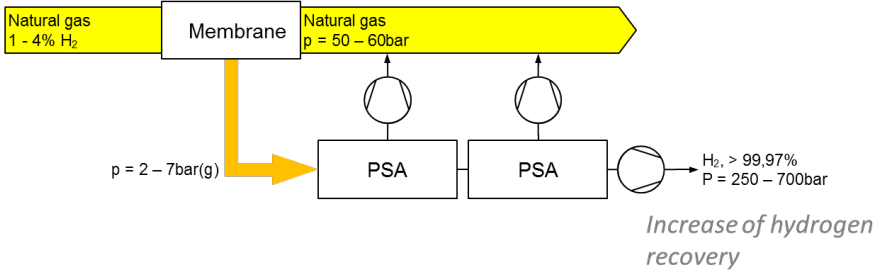 Natural gas
1 - 4% H₂
Membrane
Natural gas
p = 50 – 60bar
p = 2 – 7bar(g)
PSA
PSA
H₂, > 99,97%
P = 250 – 700bar
Increase of hydrogen
recovery